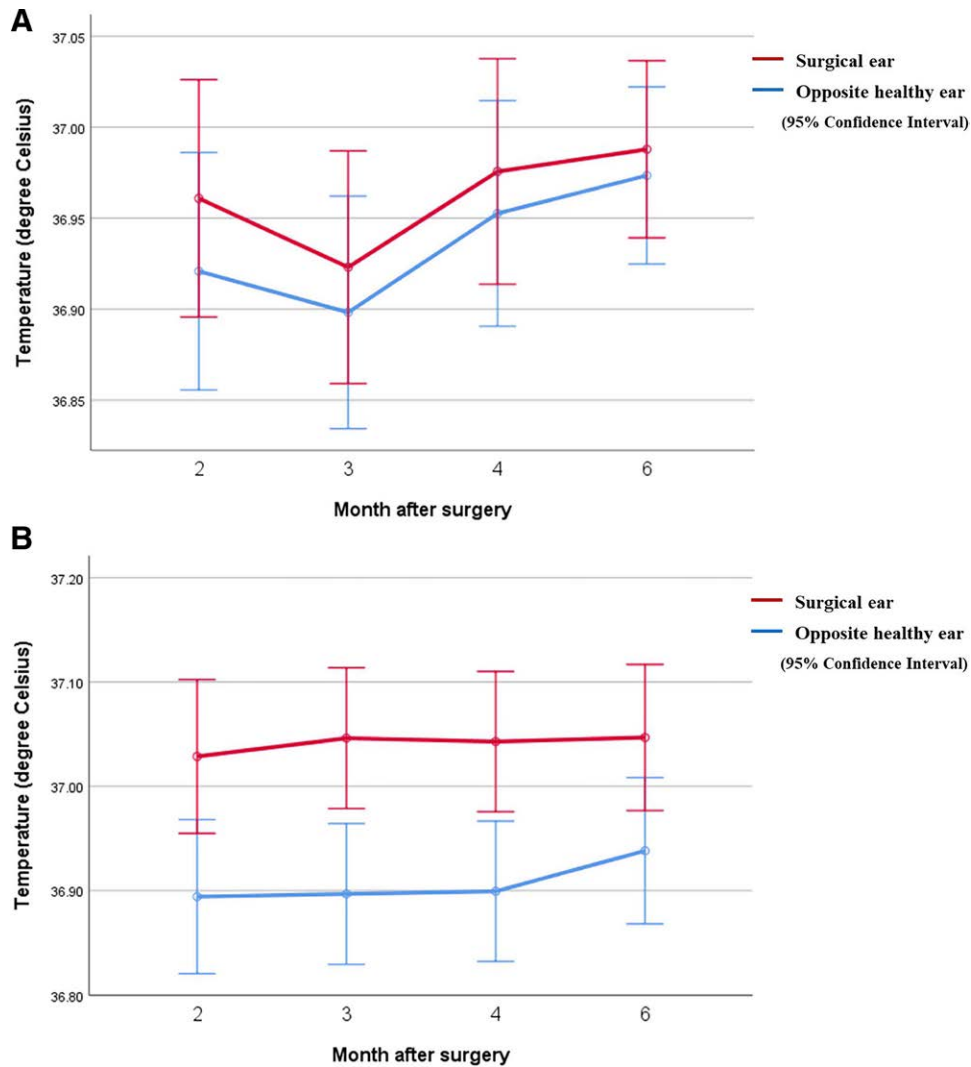 A
37.05
37.00
36.95
36.90
36.85
Temperature (degree Celsius)
2 3 4 6
Month after surgery
Surgical ear
Opposite healthy ear
(95% Confidence Interval)
B
37.20
37.10
37.00
36.90
36.80
Temperature (degree Celsius)
2 3 4 6
Month after surgery
Surgical ear
Opposite healthy ear
(95% Confidence Interval)